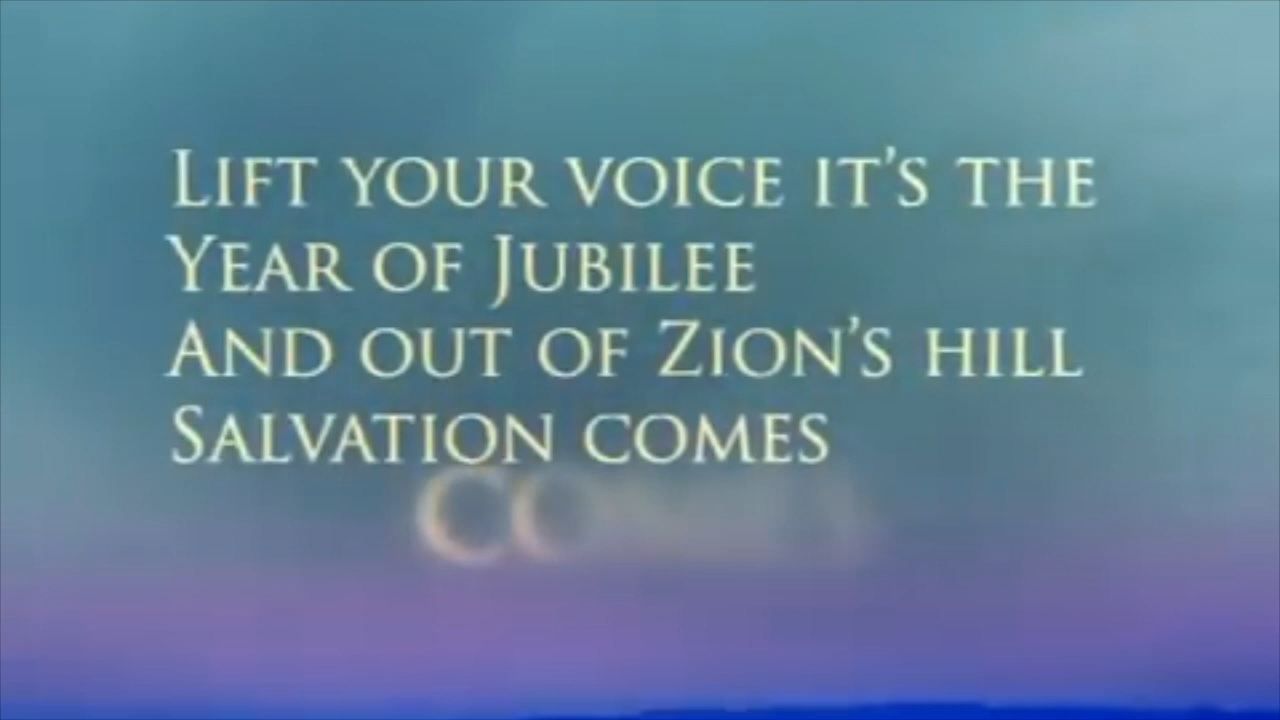 Lift your voice it's the
Year of Jubilee
And out of Zion's hill
Salvation comes